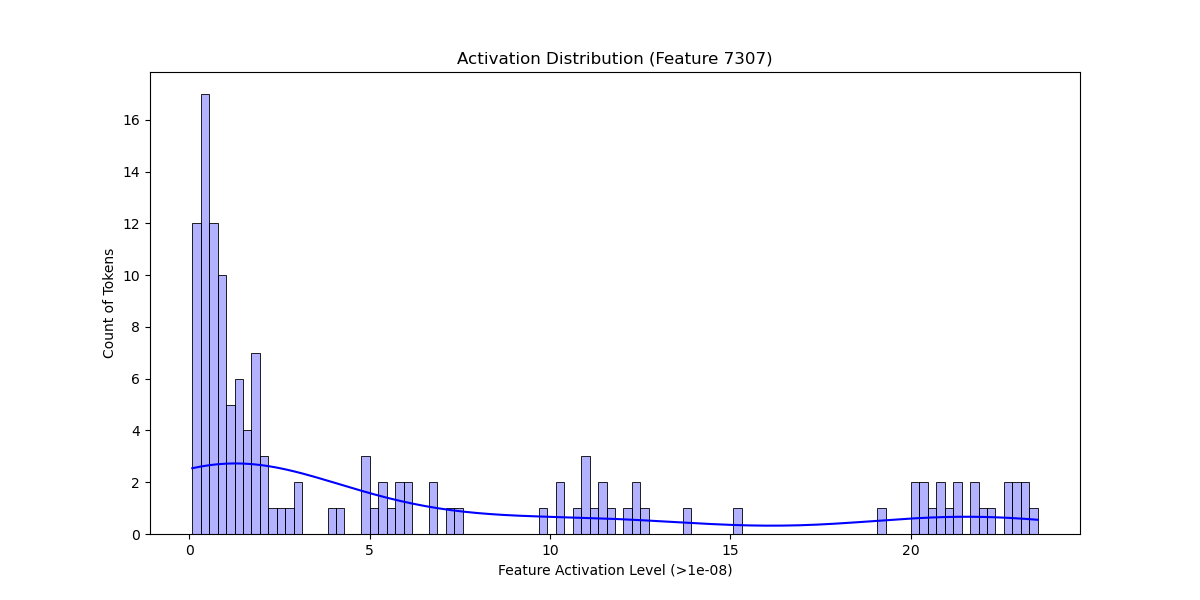 Activation Distribution (Feature 7307)
16
14
12
10
8
6
4
2
0
Count of Tokens
0 5 10 15 20
Feature Activation Level (>1e-08)